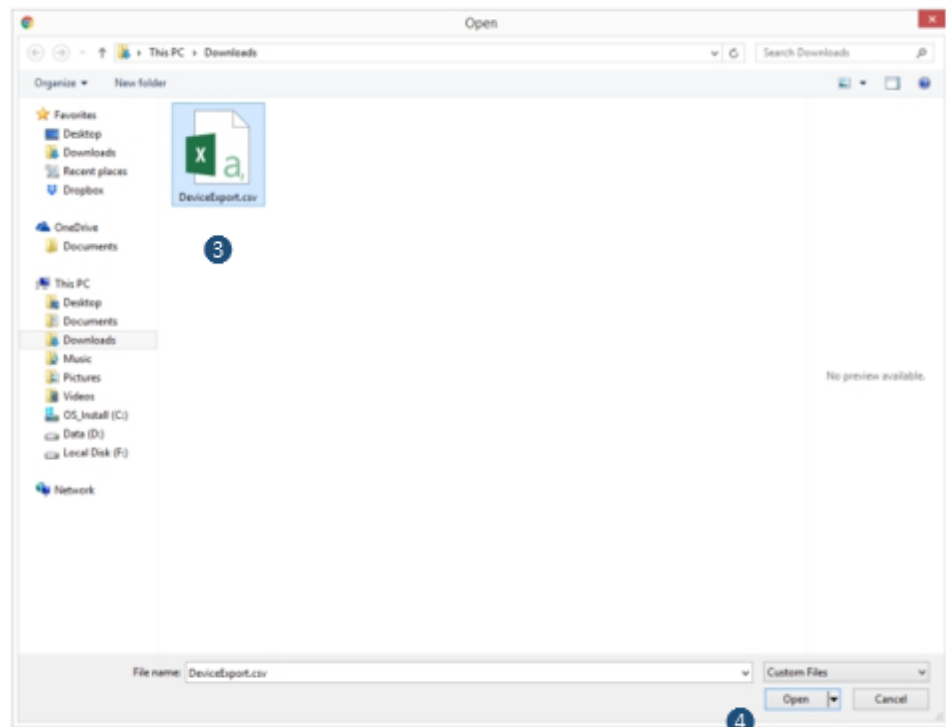 Open
This PC
Downloads
Search Downloads
Organize
New folder
Favorites
Desktop
Downloads
Recent places
Dropbox
OneDrive
Documents
This PC
Desktop
Documents
Downloads
Music
Pictures
Videos
OS_Install (C:)
Data (D:)
Local Disk (F:)
Network
X a,
DeviceExport.csv
3
No preview available.
File name: DeviceExport.csv
Custom Files
Open
Cancel
4